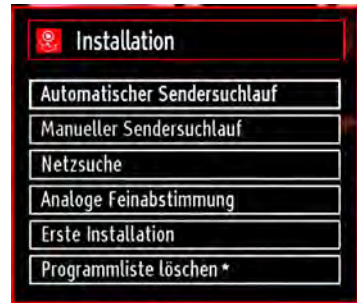 Installation
Automatischer Sendersuchlauf
Manueller Sendersuchlauf
Netzsuche
Analoge Feinabstimmung
Erste Installation
Programmliste löschen *